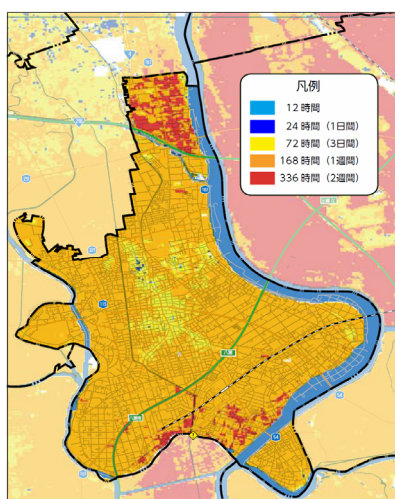 凡例
12 時間
24 時間（1日間）
72 時間（3日間）
168 時間（1週間）
336 時間（2週間）